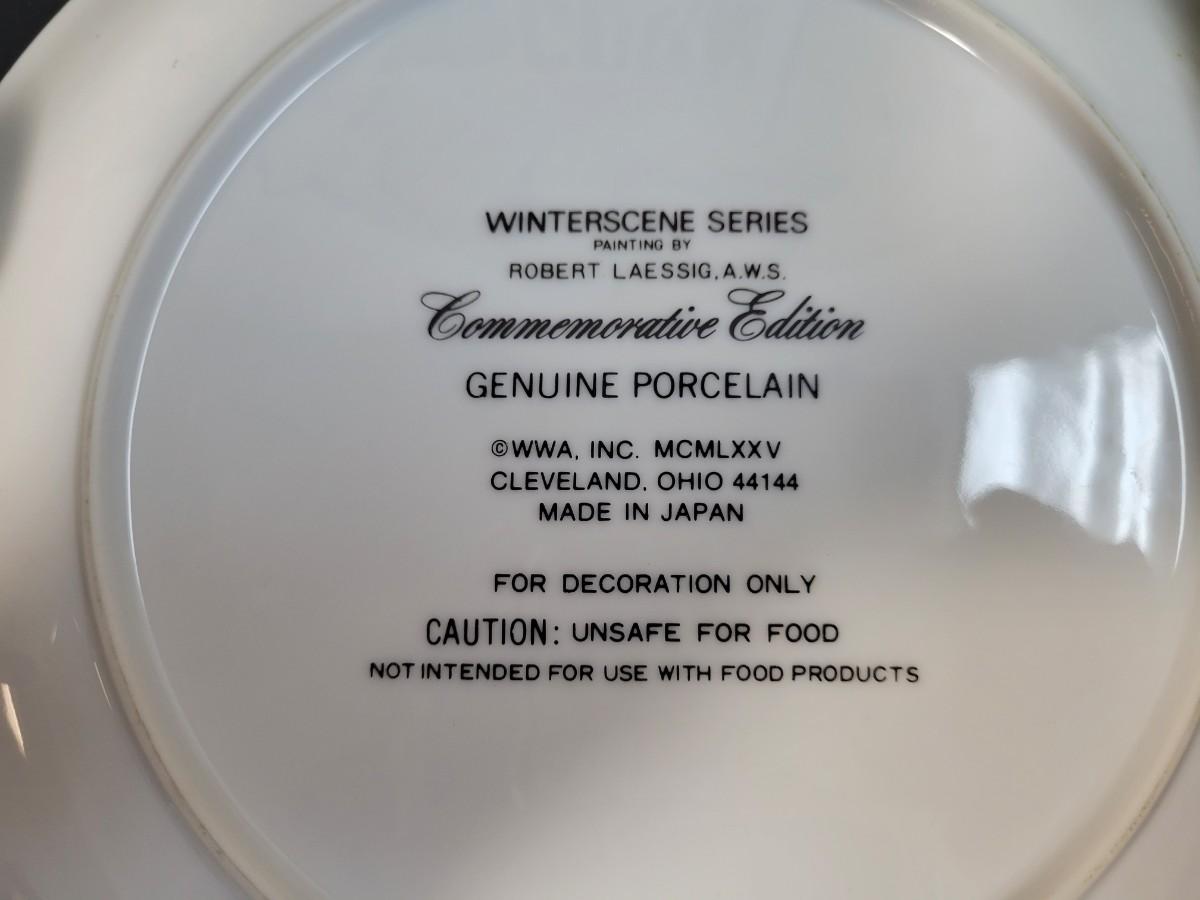 WINTERSCENE SERIES
PAINTING BY
ROBERT LAESSIG, A.W.S.
Commemorative Edition
GENUINE PORCELAIN
©WWA, INC. MCMLXXV
CLEVELAND, OHIO 44144
MADE IN JAPAN
FOR DECORATION ONLY
CAUTION: UNSAFE FOR FOOD
NOT INTENDED FOR USE WITH FOOD PRODUCTS